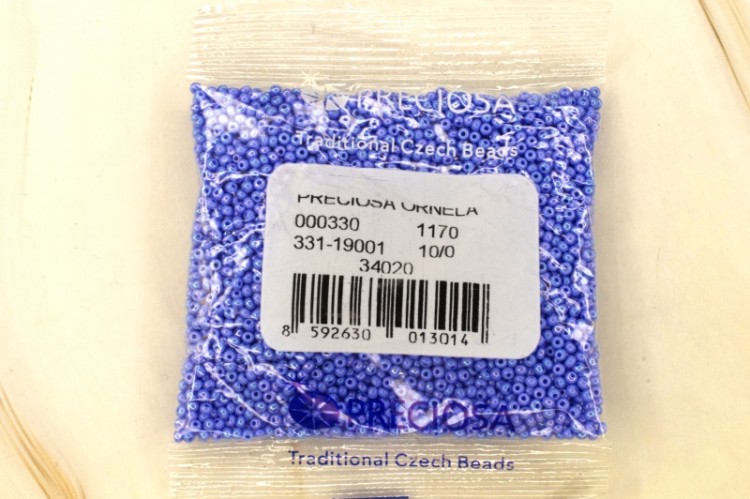 PRECIOSA
Traditional Czech Beads
PRECIOSA ORNELA
000330 1170
331-19001 10/0
34020
8 592630 013014
PRECIOSA
Traditional Czech Beads